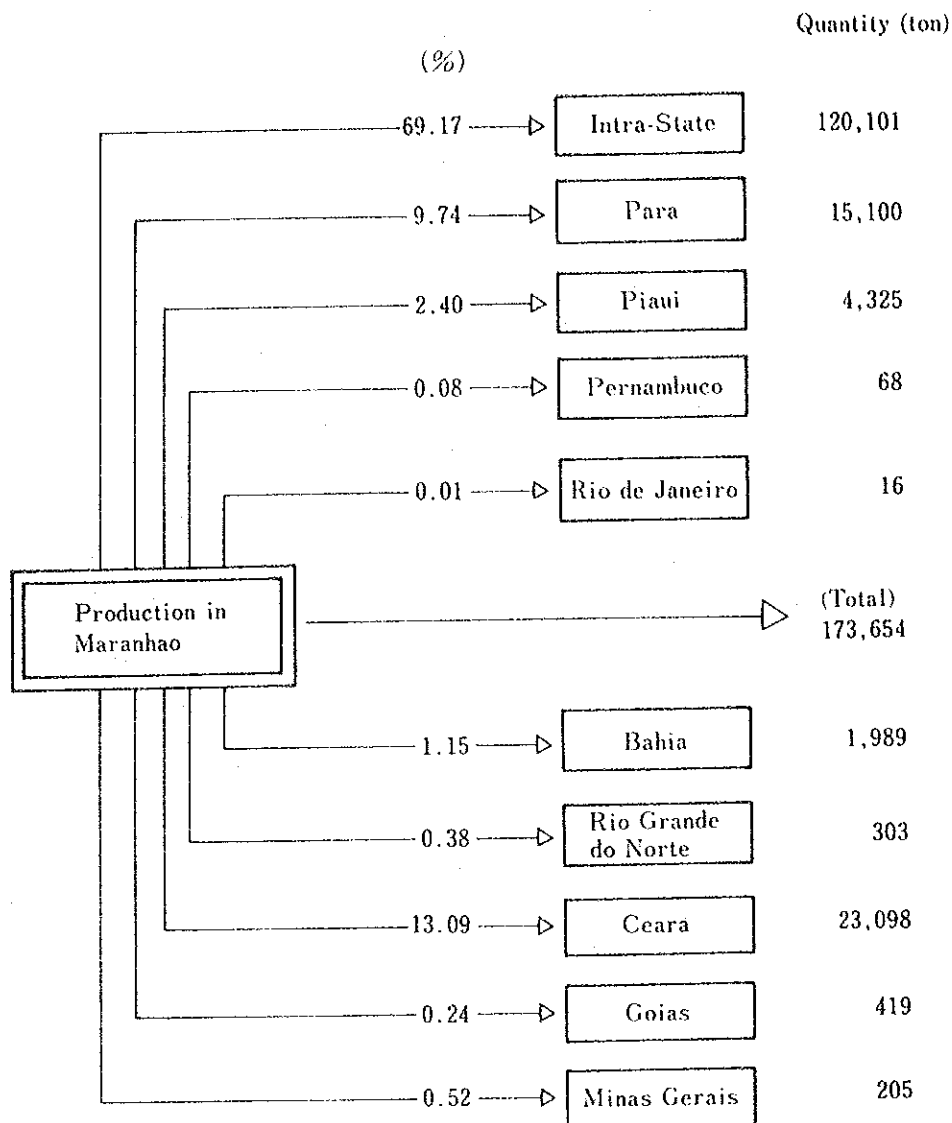 Quantity (ton)
(%)
69.17 Intra-State 120,101
9.74 Para 15,100
2.40 Piaui 4,325
0.08 Pernambuco 68
0.01 Rio de Janeiro 16
Production in
Maranhao
(Total)
173,654
1.15 Bahia 1,989
0.38 Rio Grande
do Norte 303
13.09 Ceara 23,098
0.24 Goias 419
0.52 Minas Gerais 205